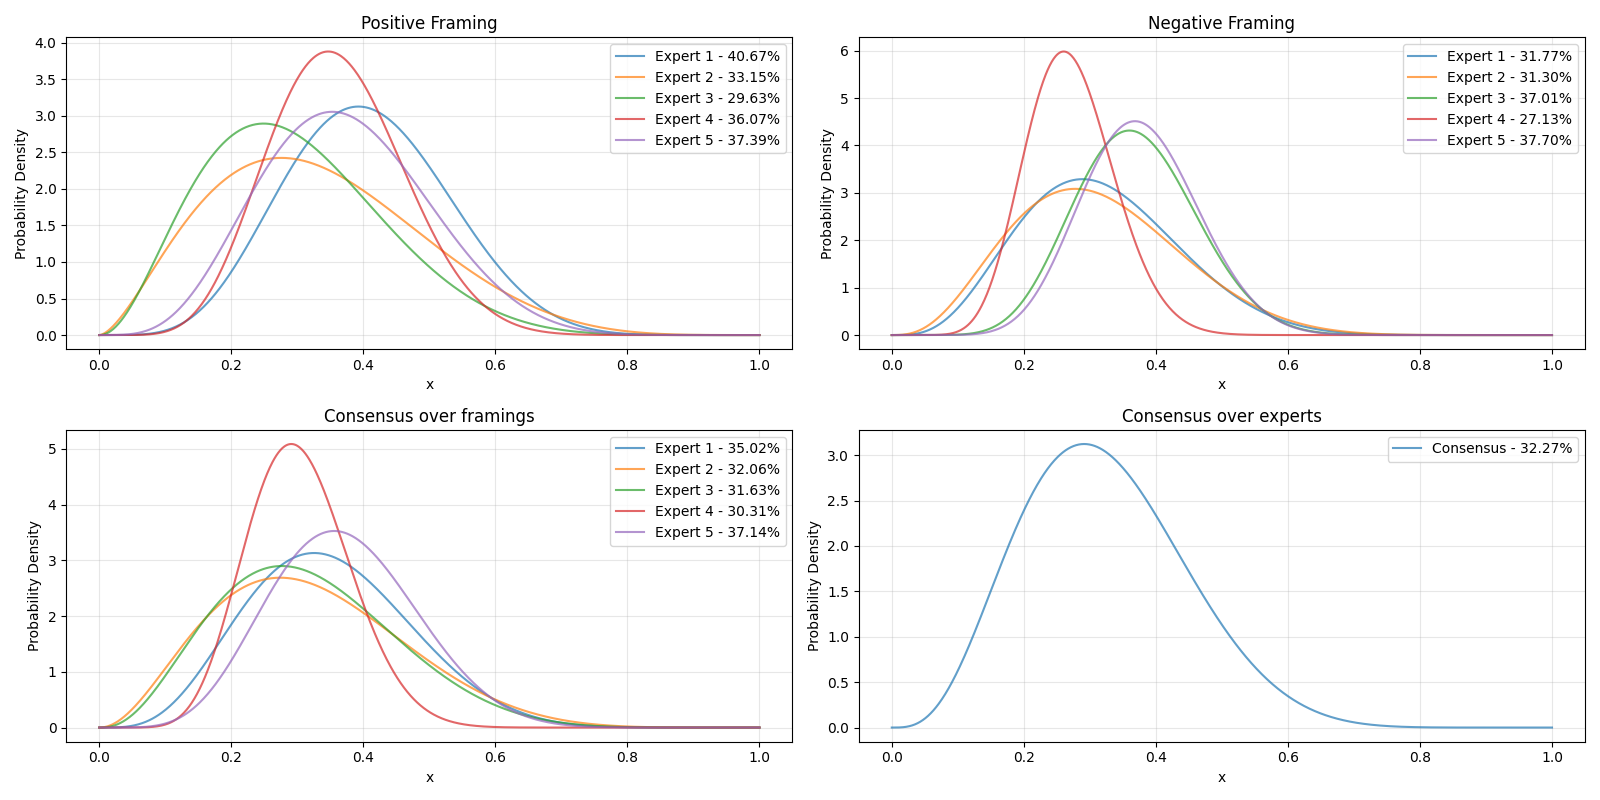 Positive Framing
Probability Density
4.0
3.5
3.0
2.5
2.0
1.5
1.0
0.5
0.0
Expert 1 - 40.67%
Expert 2 - 33.15%
Expert 3 - 29.63%
Expert 4 - 36.07%
Expert 5 - 37.39%
0.0 0.2 0.4 0.6 0.8 1.0
x
Negative Framing
Probability Density
6
5
4
3
2
1
0
Expert 1 - 31.77%
Expert 2 - 31.30%
Expert 3 - 37.01%
Expert 4 - 27.13%
Expert 5 - 37.70%
0.0 0.2 0.4 0.6 0.8 1.0
x
Consensus over framings
Probability Density
5
4
3
2
1
0
Expert 1 - 35.02%
Expert 2 - 32.06%
Expert 3 - 31.63%
Expert 4 - 30.31%
Expert 5 - 37.14%
0.0 0.2 0.4 0.6 0.8 1.0
x
Consensus over experts
Probability Density
3.0
2.5
2.0
1.5
1.0
0.5
0.0
Consensus - 32.27%
0.0 0.2 0.4 0.6 0.8 1.0
x